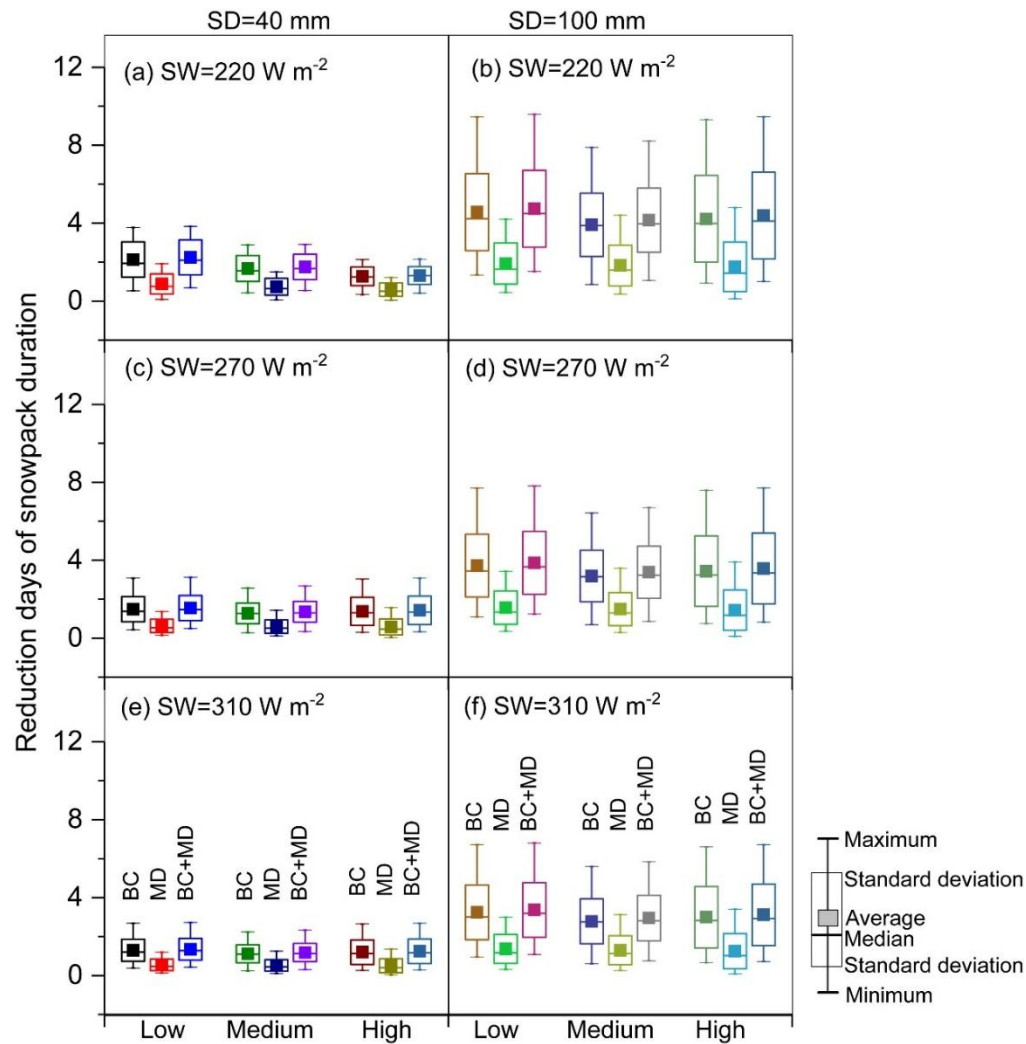 SD=40 mm SD=100 mm
Reduction days of snowpack duration
12
(a) SW=220 W m⁻² (b) SW=220 W m⁻²
8
4
0
12
(c) SW=270 W m⁻² (d) SW=270 W m⁻²
8
4
0
(e) SW=310 W m⁻² (f) SW=310 W m⁻²
12
8
4
0
BC MD BC+MD BC MD BC+MD BC MD BC+MD
BC MD BC+MD BC MD BC+MD BC MD BC+MD
Low Medium High Low Medium High
Maximum
Standard deviation
Average
Median
Standard deviation
Minimum